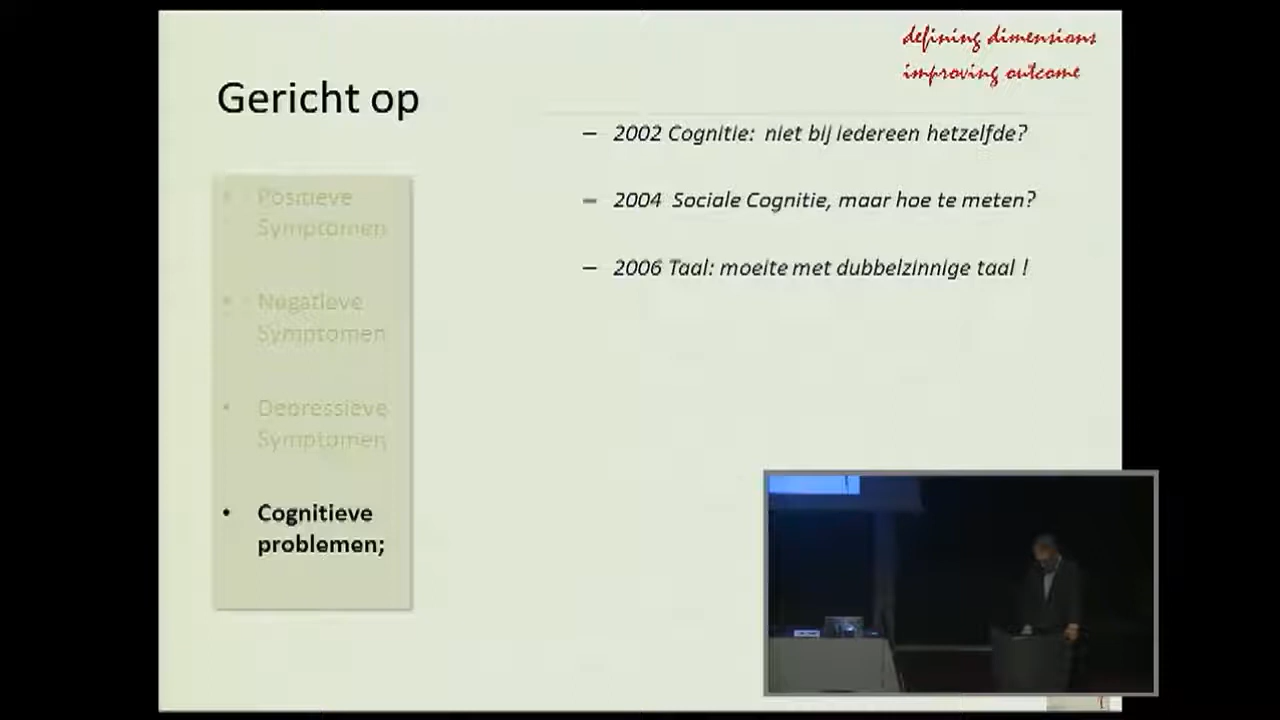 defining dimensions
improving outcome
Gericht op
– 2002 Cognitie: niet bij iedereen hetzelfde?
– 2004 Sociale Cognitie, maar hoe te meten?
– 2006 Taal: moeite met dubbelzinnige taal !
• Positieve
Symptomen
• Negatieve
Symptomen
• Depressieve
Symptomen
• Cognitieve
problemen;